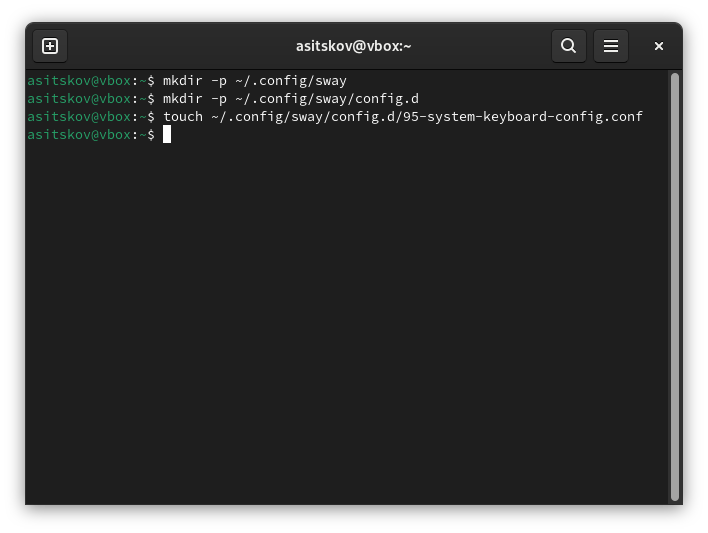 asitskov@vbox:~
asitskov@vbox:~$ mkdir -p ~/.config/sway
asitskov@vbox:~$ mkdir -p ~/.config/sway/config.d
asitskov@vbox:~$ touch ~/.config/sway/config.d/95-system-keyboard-config.conf
asitskov@vbox:~$